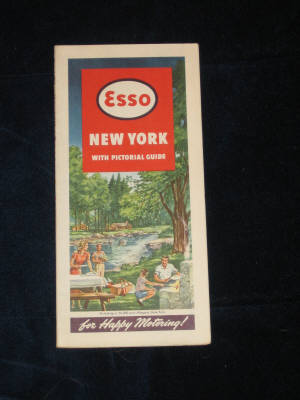 Esso
NEW YORK
WITH PICTORIAL GUIDE
for Happy Motoring!